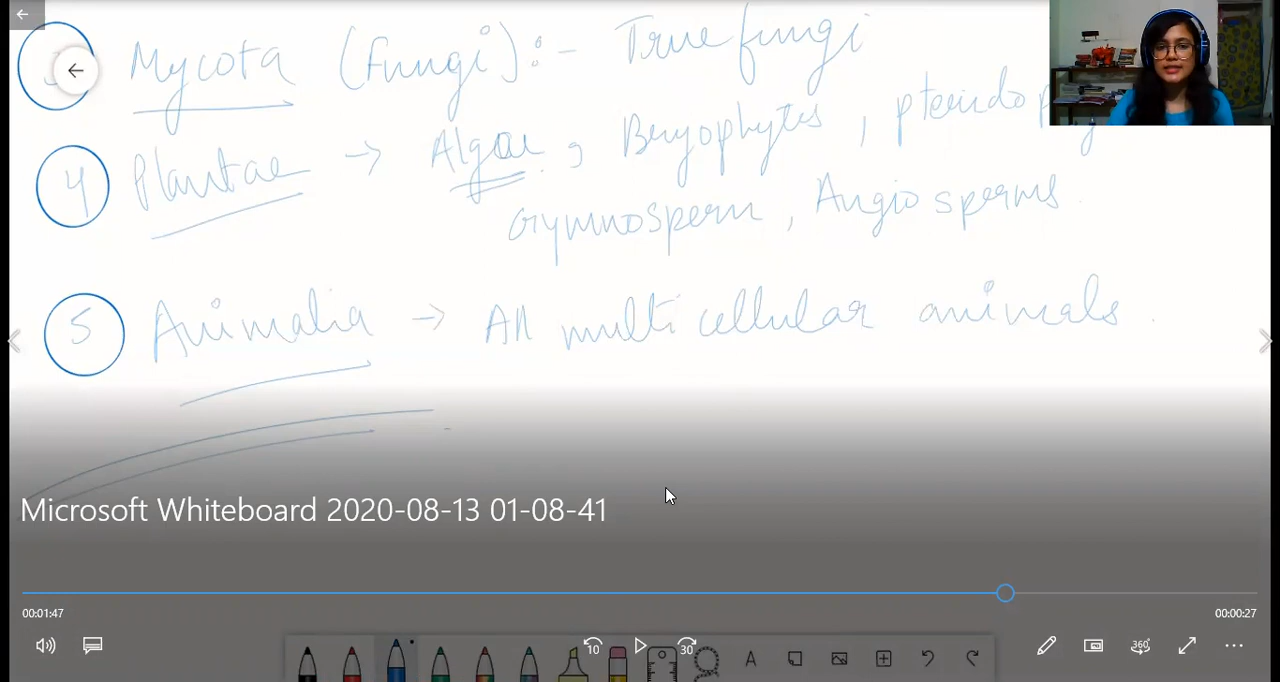 Mycota (Fungi) :- True fungi
4 Plantae → Algae, Bryophytes,
Gymnosperm, Angiosperms.
5 Animalia → All multicellular animals.
Microsoft Whiteboard 2020-08-13 01-08-41
00:01:47
00:00:27
10
30
A
360°